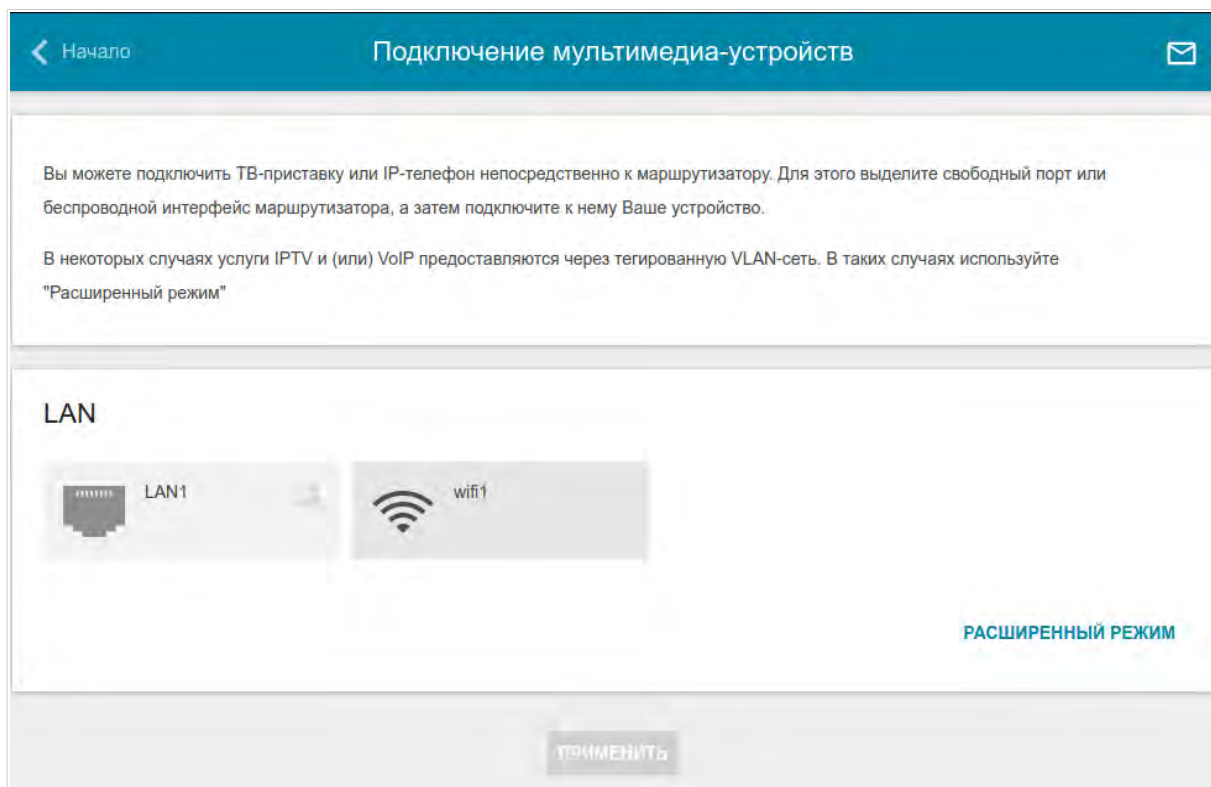 Начало
Подключение мультимедиа-устройств
Вы можете подключить ТВ-приставку или IP-телефон непосредственно к маршрутизатору. Для этого выделите свободный порт или
беспроводной интерфейс маршрутизатора, а затем подключите к нему Ваше устройство.
В некоторых случаях услуги IPTV и (или) VoIP предоставляются через тегированную VLAN-сеть. В таких случаях используйте
"Расширенный режим"
LAN
LAN1
wifi1
РАСШИРЕННЫЙ РЕЖИМ
ПРИМЕНИТЬ